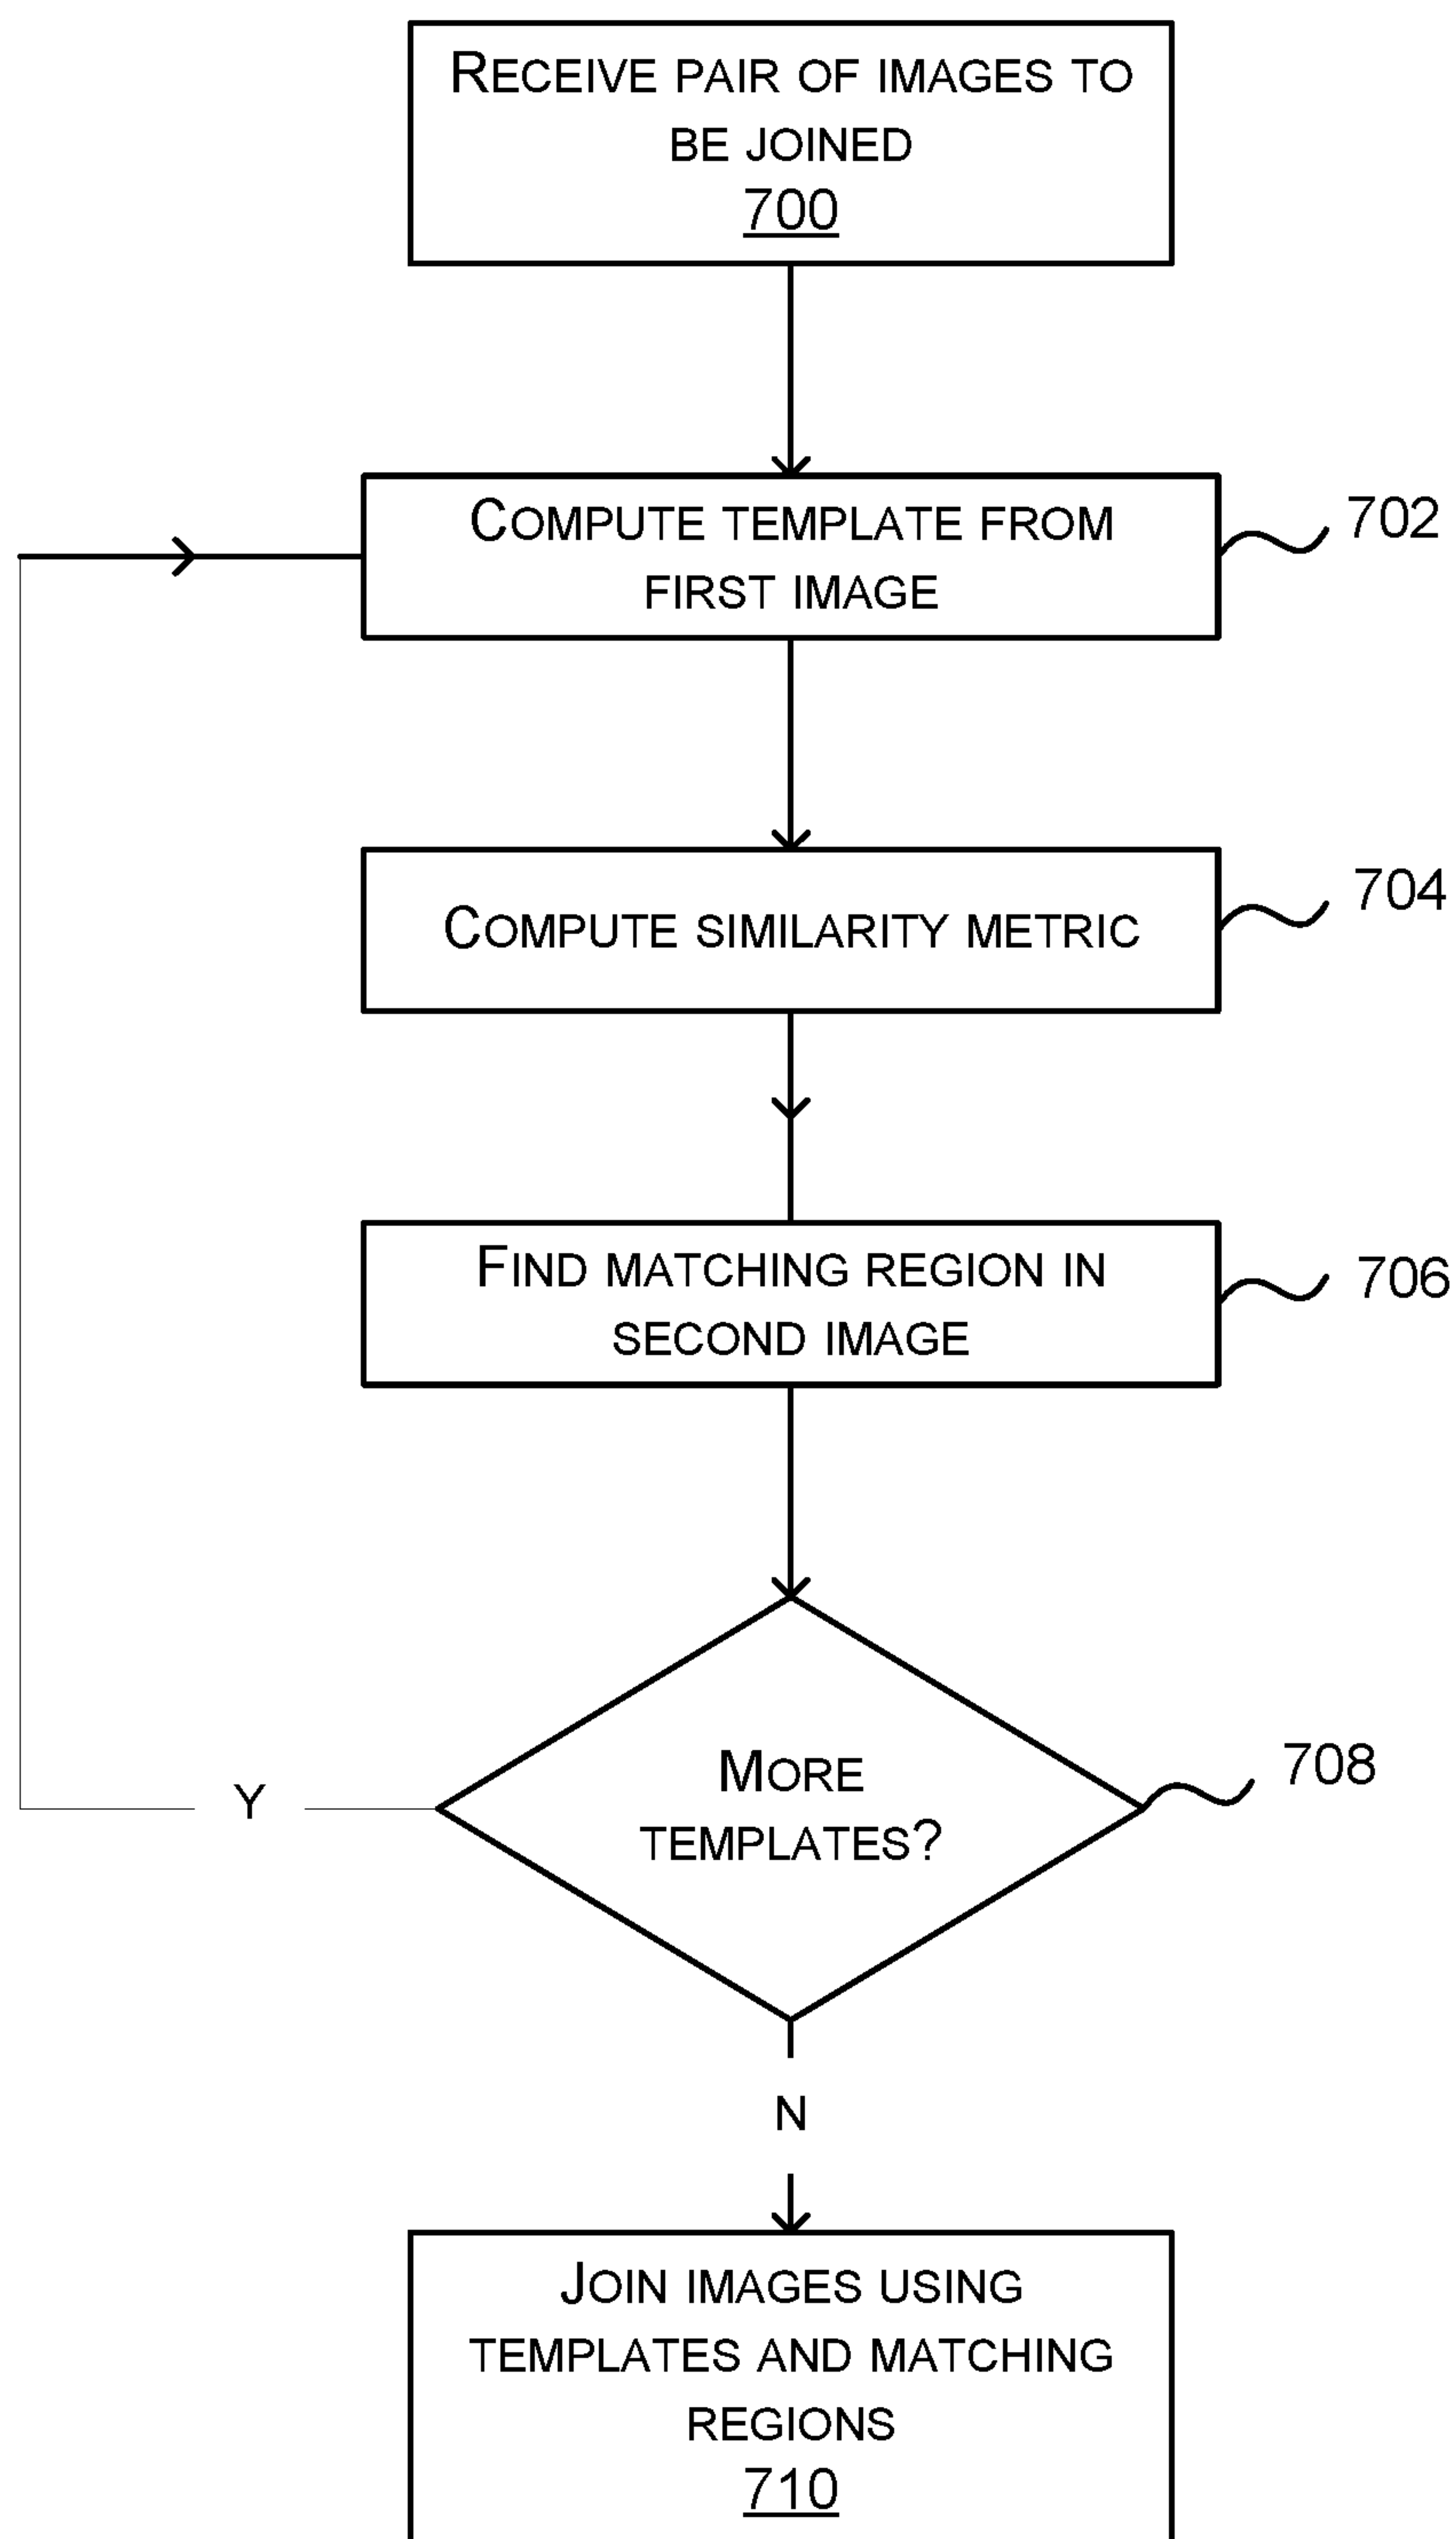 RECEIVE PAIR OF IMAGES TO
BE JOINED
700
COMPUTE TEMPLATE FROM
FIRST IMAGE
702
COMPUTE SIMILARITY METRIC
704
FIND MATCHING REGION IN
SECOND IMAGE
706
MORE
TEMPLATES?
708
Y
N
JOIN IMAGES USING
TEMPLATES AND MATCHING
REGIONS
710